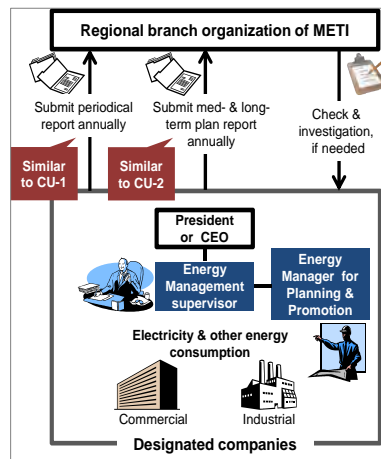 Regional branch organization of METI
Submit periodical
report annually
Submit med- & long-
term plan report
annually
Check &
investigation,
if needed
Similar
to CU-1
Similar
to CU-2
President
or CEO
Energy
Management
supervisor
Energy
Manager for
Planning &
Promotion
Electricity & other energy
consumption
Commercial
Industrial
Designated companies